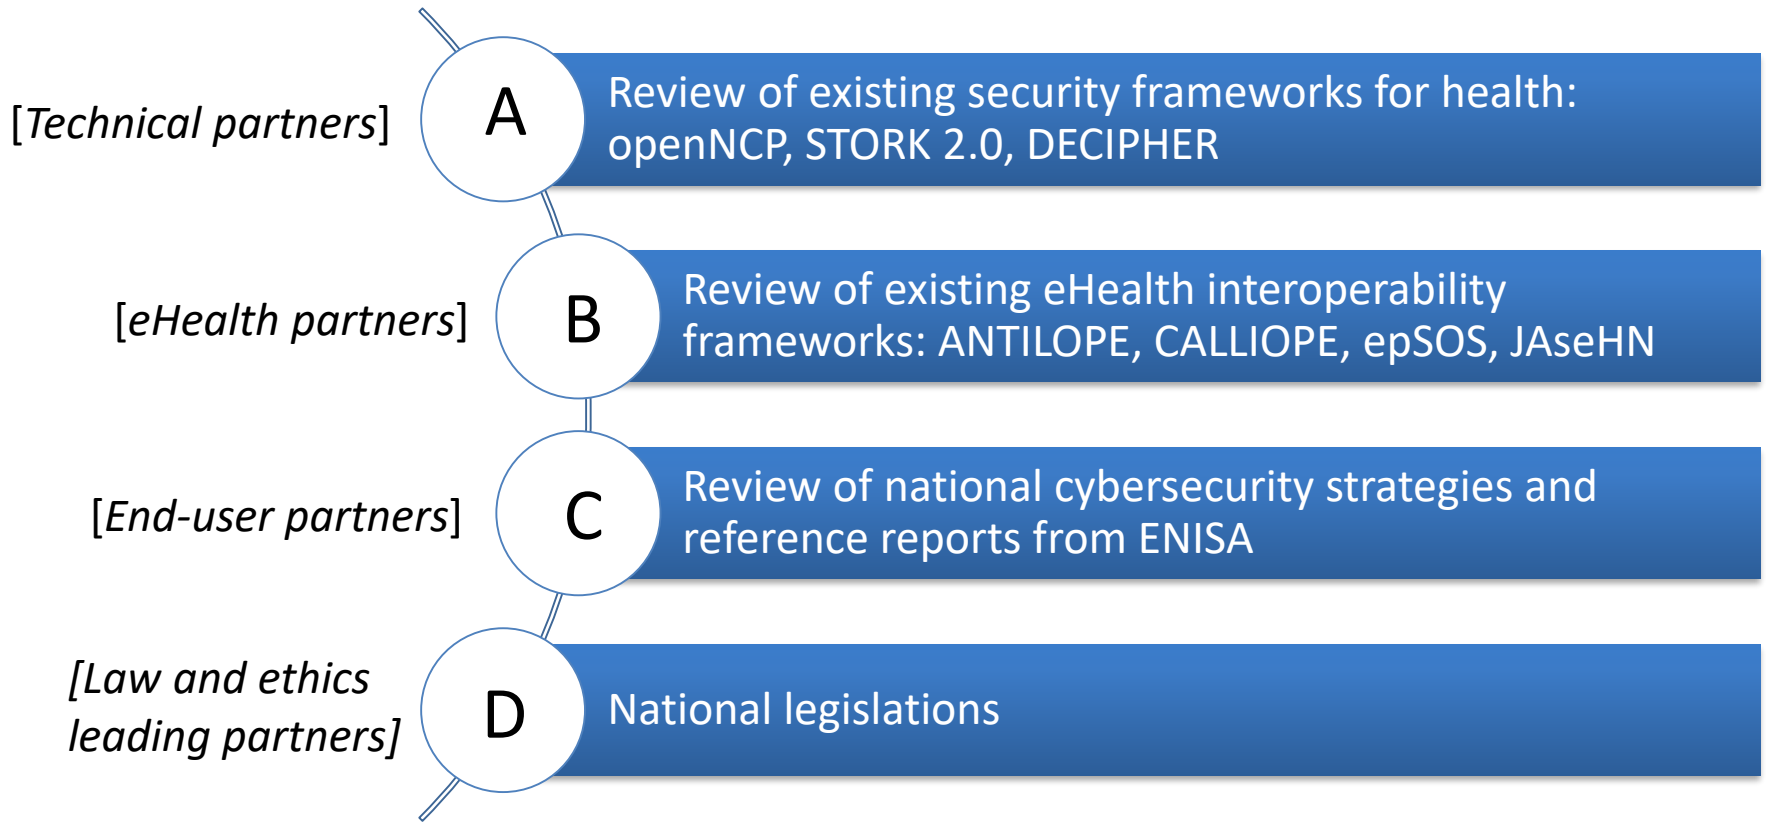 [Technical partners]
A
Review of existing security frameworks for health:
openNCP, STORK 2.0, DECIPHER
[eHealth partners]
B
Review of existing eHealth interoperability
frameworks: ANTILOPE, CALLIOPE, epSOS, JAseHN
[End-user partners]
C
Review of national cybersecurity strategies and
reference reports from ENISA
[Law and ethics
leading partners]
D
National legislations